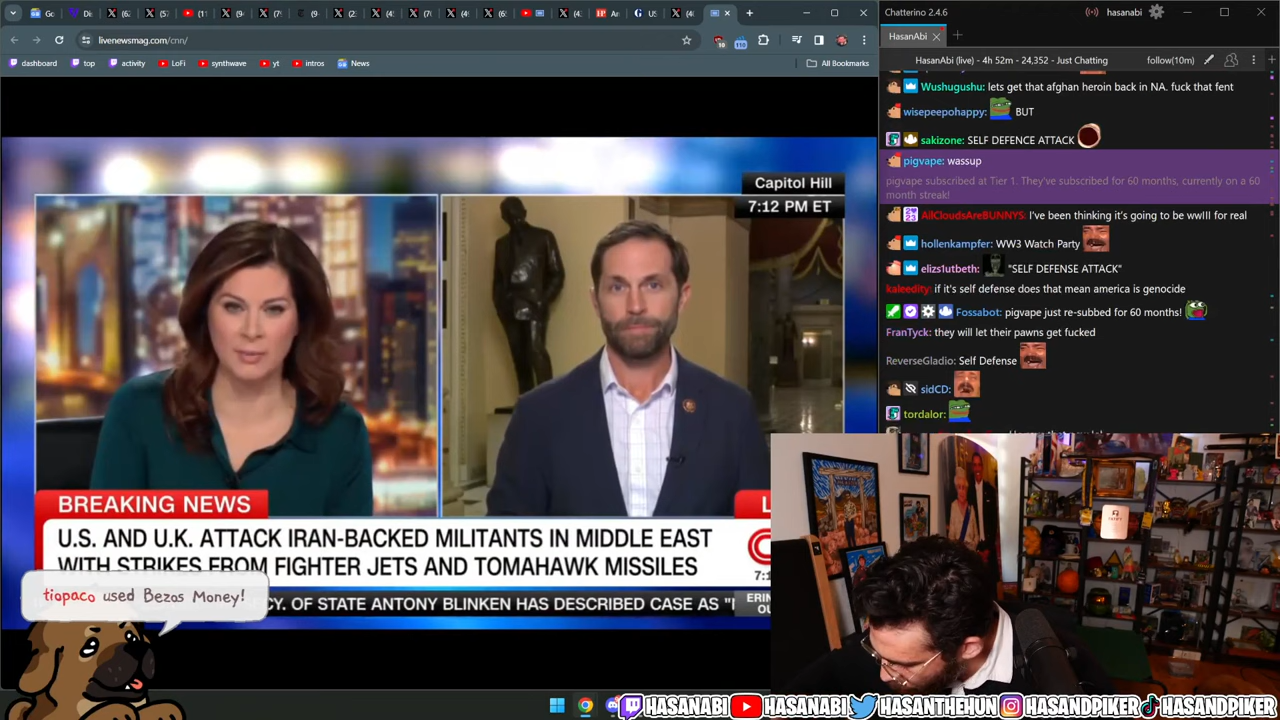 Chatterino 2.4.6
hasanabi
livenewsmag.com/cnn/
HasanAbi
dashboard
top
activity
LoFi
synthwave
yt
intros
News
All Bookmarks
HasanAbi (live) - 4h 52m - 24,352 - Just Chatting
follow(10m)
Wushugushu: lets get that afghan heroin back in NA. fuck that fent
wisepeepohappy: BUT
sakizone: SELF DEFENCE ATTACK
pigvape: wassup
pigvape subscribed at Tier 1. They've subscribed for 60 months, currently on a 60
month streak!
AllCloudsAreBUNNYS: I've been thinking it's going to be wwIII for real
hollenkampfer: WW3 Watch Party
elizs1utbeth: "SELF DEFENSE ATTACK"
kaleedity: if it's self defense does that mean america is genocide
Fossabot: pigvape just re-subbed for 60 months!
FranTyck: they will let their pawns get fucked
ReverseGladio: Self Defense
sidCD:
tordalor:
Capitol Hill
7:12 PM ET
BREAKING NEWS
U.S. AND U.K. ATTACK IRAN-BACKED MILITANTS IN MIDDLE EAST
WITH STRIKES FROM FIGHTER JETS AND TOMAHAWK MISSILES
CY. OF STATE ANTONY BLINKEN HAS DESCRIBED CASE AS "
ERIN
OU
tiopaco used Bezos Money!
HASANABI
HASANABI
HASANTHEHUN
HASANDPIKER
HASANDPIKER